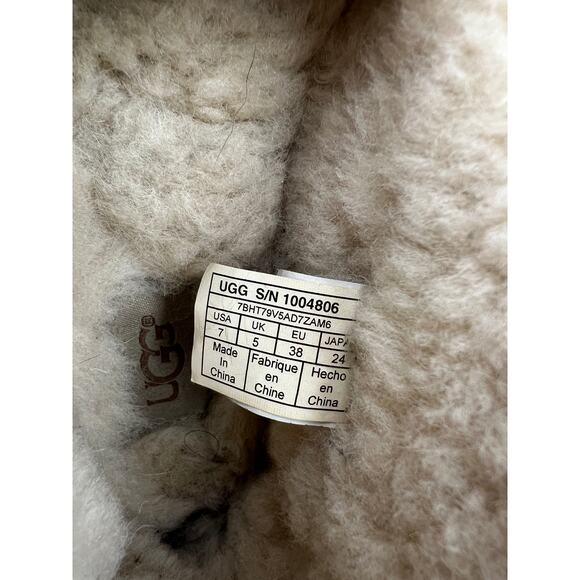 UGG S/N 1004806
7BHT79V5AD7ZAM6
USA UK EU JAPA
7 5 38 24
Made Fabrique Hecho
In en en
China Chine China
UGG®